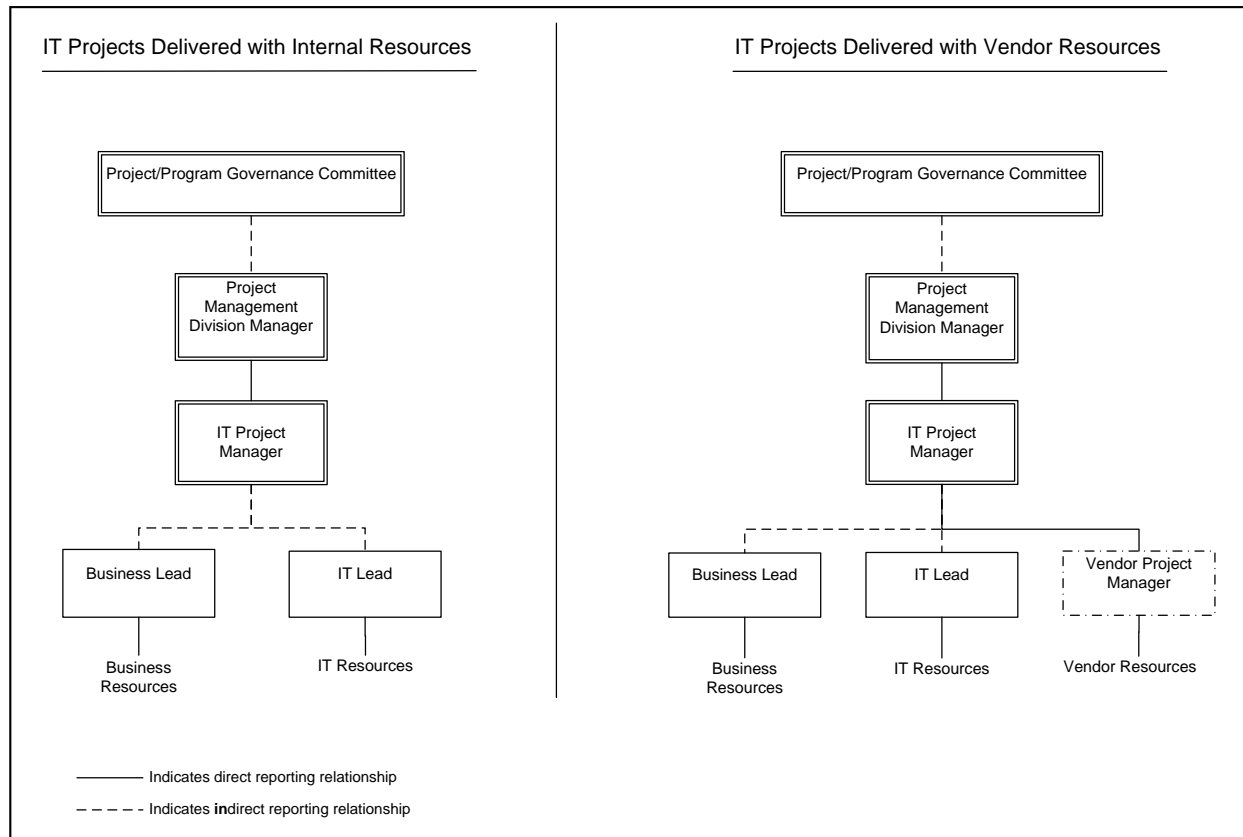 IT Projects Delivered with Internal Resources
Project/Program Governance Committee
Project
Management
Division Manager
IT Project
Manager
Business Lead
IT Lead
Business
Resources
IT Resources
IT Projects Delivered with Vendor Resources
Project/Program Governance Committee
Project
Management
Division Manager
IT Project
Manager
Business Lead
IT Lead
Vendor Project
Manager
Business
Resources
IT Resources
Vendor Resources
Indicates direct reporting relationship
Indicates indirect reporting relationship